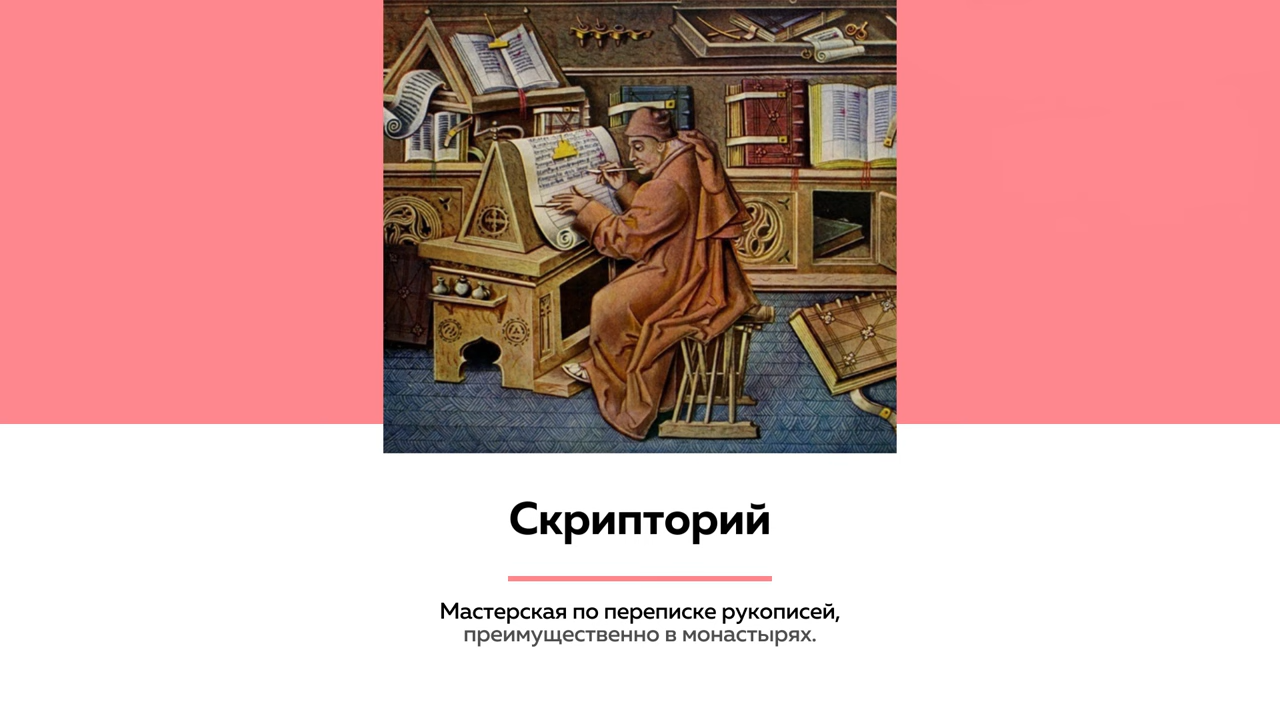 Скрипторий
Мастерская по переписке рукописей,
преимущественно в монастырях.